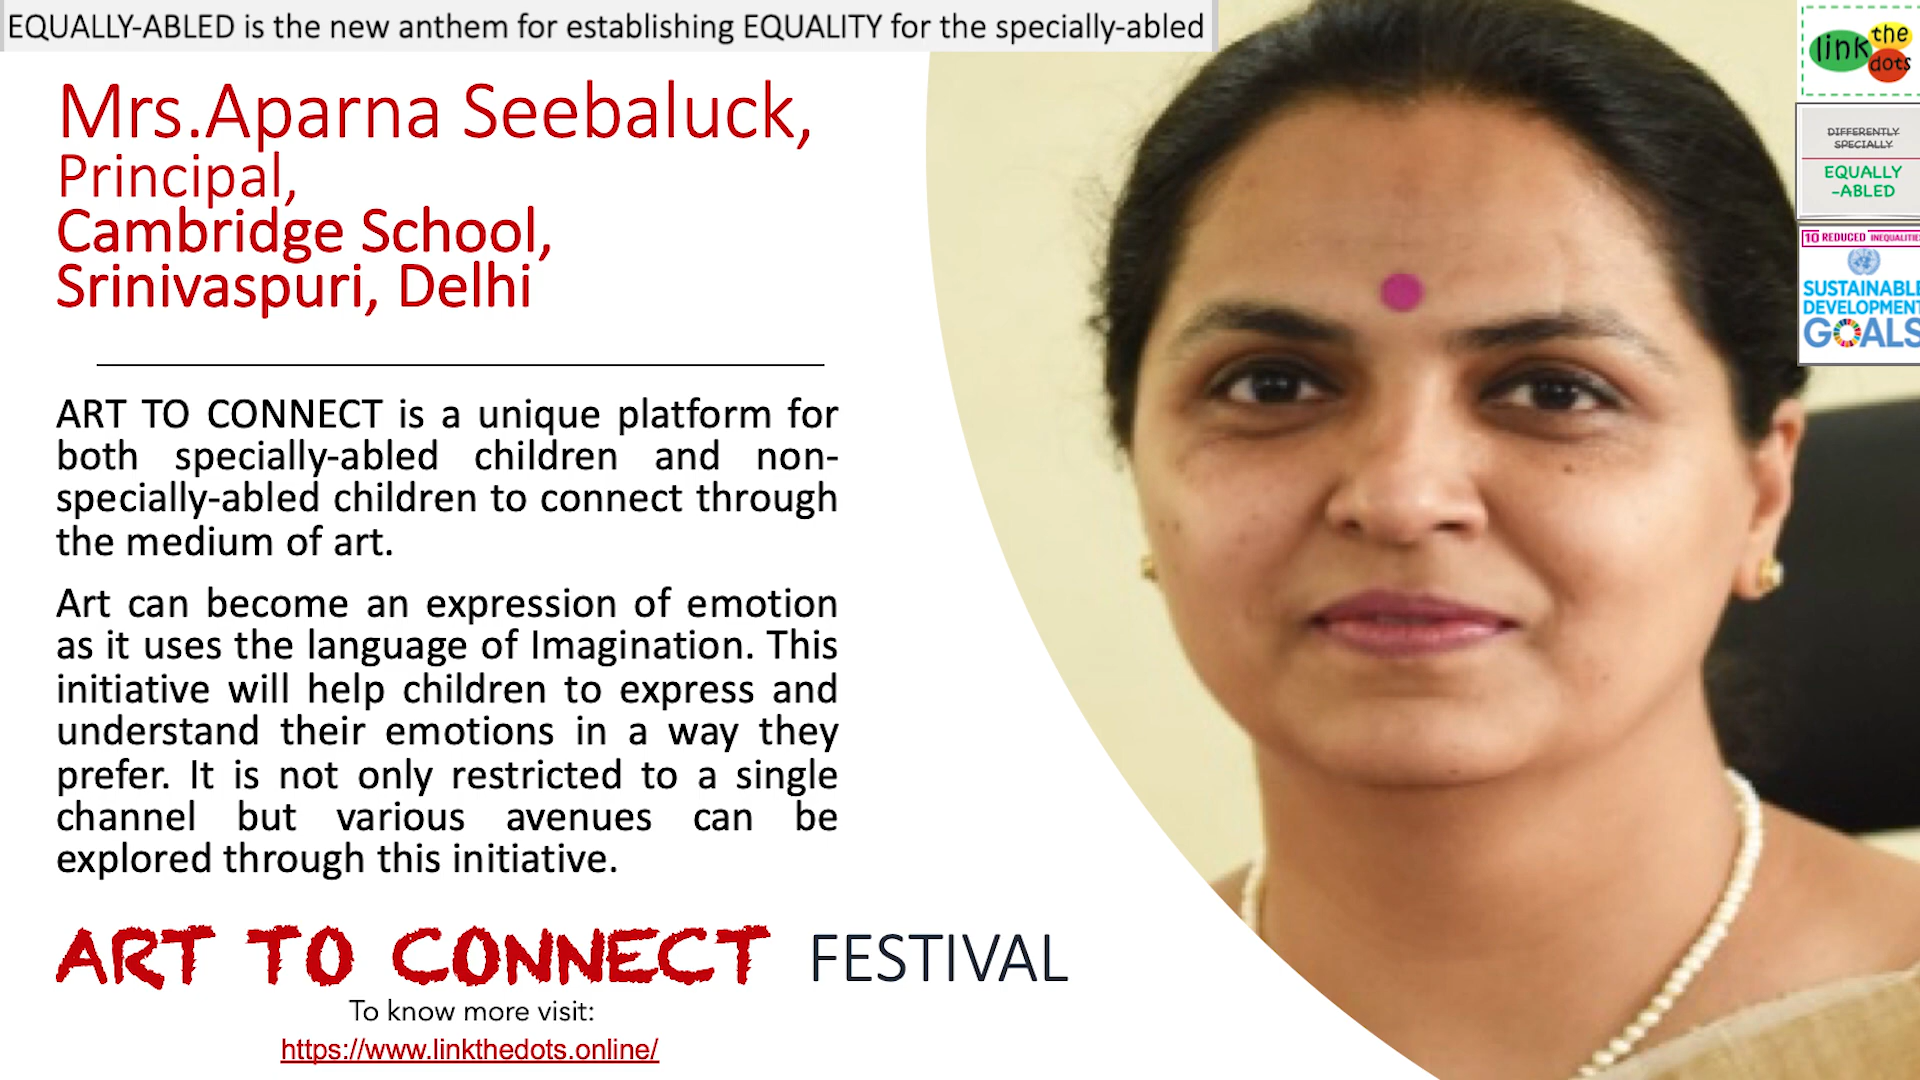 EQUALLY-ABLED is the new anthem for establishing EQUALITY for the specially-abled
Mrs.Aparna Seebaluck,
Principal,
Cambridge School,
Srinivaspuri, Delhi
ART TO CONNECT is a unique platform for
both specially-abled children and non-
specially-abled children to connect through
the medium of art.
Art can become an expression of emotion
as it uses the language of Imagination. This
initiative will help children to express and
understand their emotions in a way they
prefer. It is not only restricted to a single
channel but various avenues can be
explored through this initiative.
ART TO CONNECT FESTIVAL
To know more visit:
https://www.linkthedots.online/
link the dots
DIFFERENTLY
SPECIALLY
EQUALLY
-ABLED
10 REDUCED INEQUALITIE
SUSTAINABLE
DEVELOPMENT
GOALS